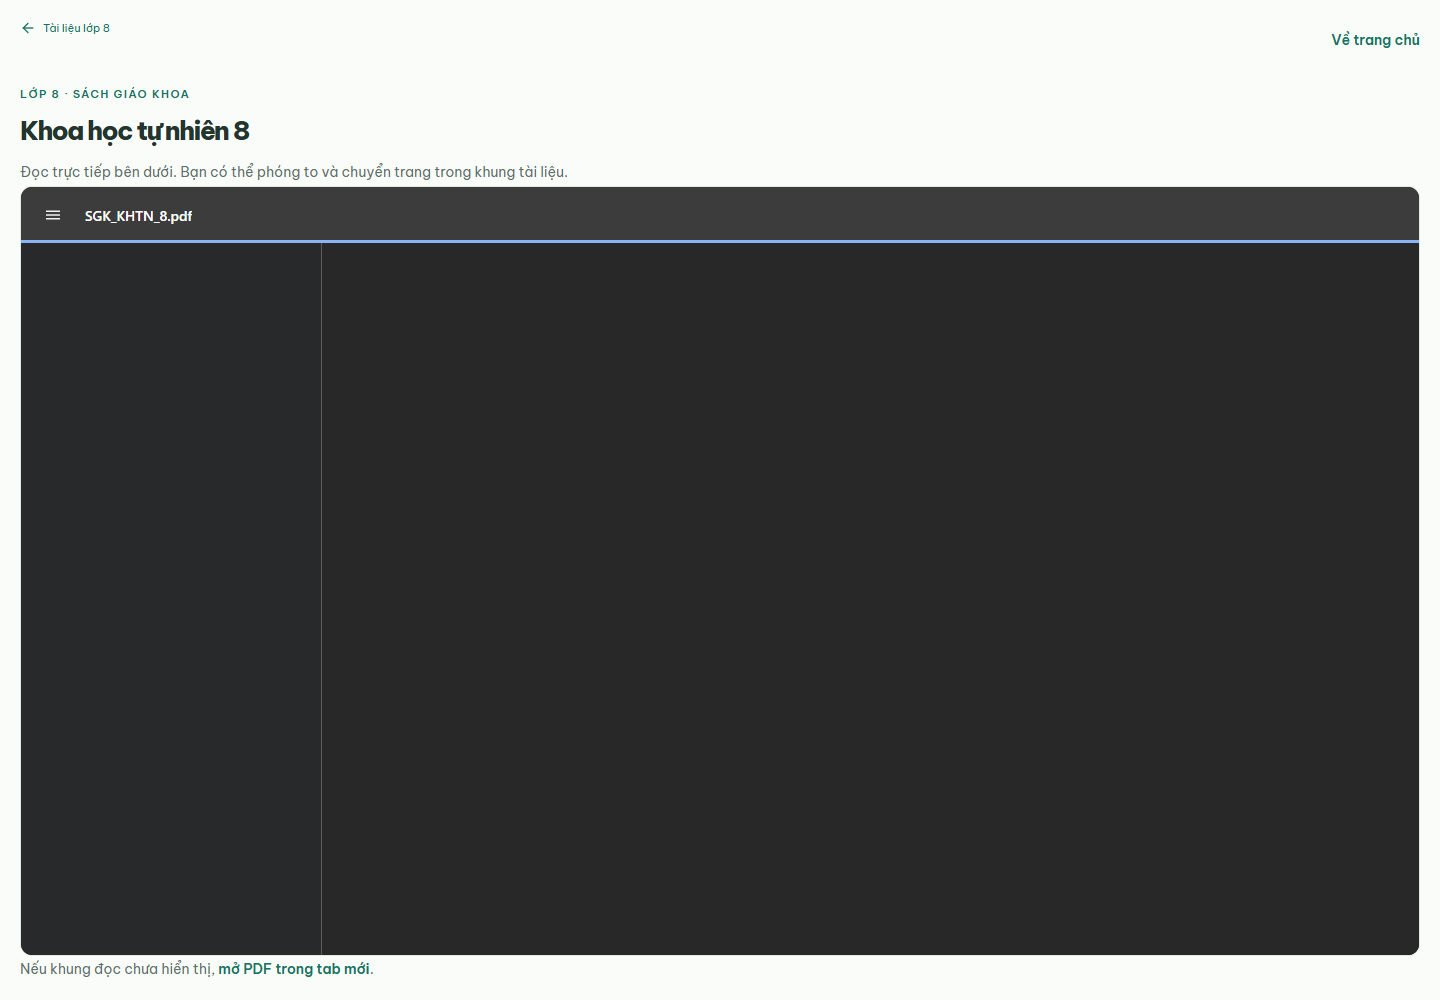 Tài liệu lớp 8
Về trang chủ
LỚP 8 · SÁCH GIÁO KHOA
Khoa học tự nhiên 8
Đọc trực tiếp bên dưới. Bạn có thể phóng to và chuyển trang trong khung tài liệu.
SGK_KHTN_8.pdf
Nếu khung đọc chưa hiển thị, mở PDF trong tab mới.